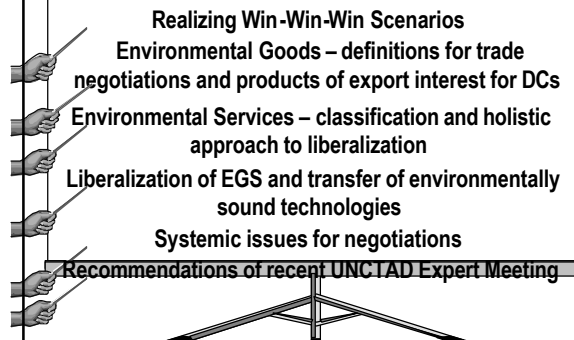 Realizing Win-Win-Win Scenarios
Environmental Goods – definitions for trade
negotiations and products of export interest for DCs
Environmental Services – classification and holistic
approach to liberalization
Liberalization of EGS and transfer of environmentally
sound technologies
Systemic issues for negotiations
Recommendations of recent UNCTAD Expert Meeting